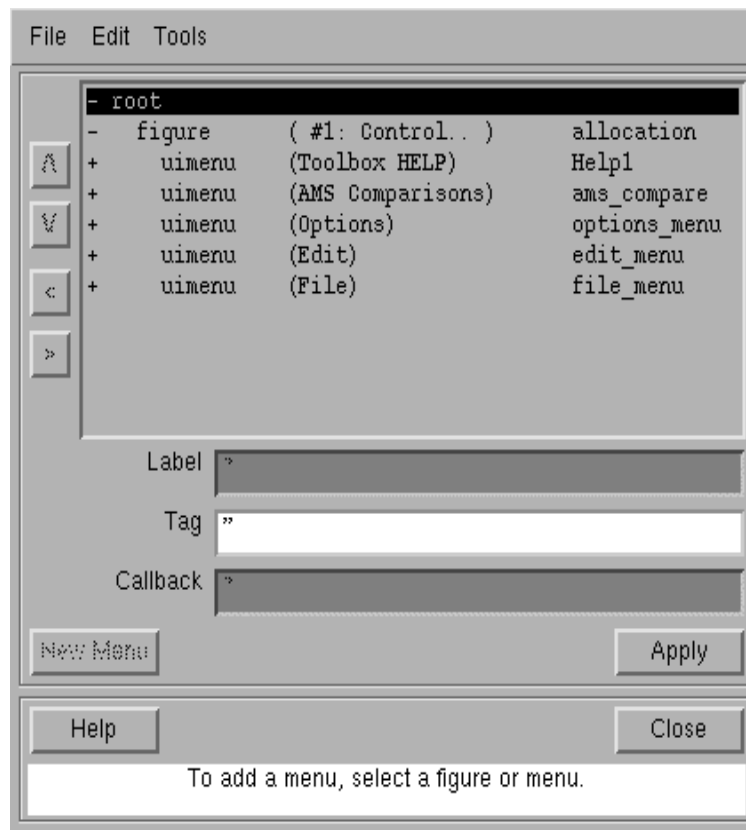 File Edit Tools
- root
- figure ( #1: Control.. ) allocation
+ uimenu (Toolbox HELP) Help1
+ uimenu (AMS Comparisons) ams_compare
+ uimenu (Options) options_menu
+ uimenu (Edit) edit_menu
+ uimenu (File) file_menu
Λ
V
<
>
Label ''
Tag ''
Callback ''
New Menu Apply
Help Close
To add a menu, select a figure or menu.